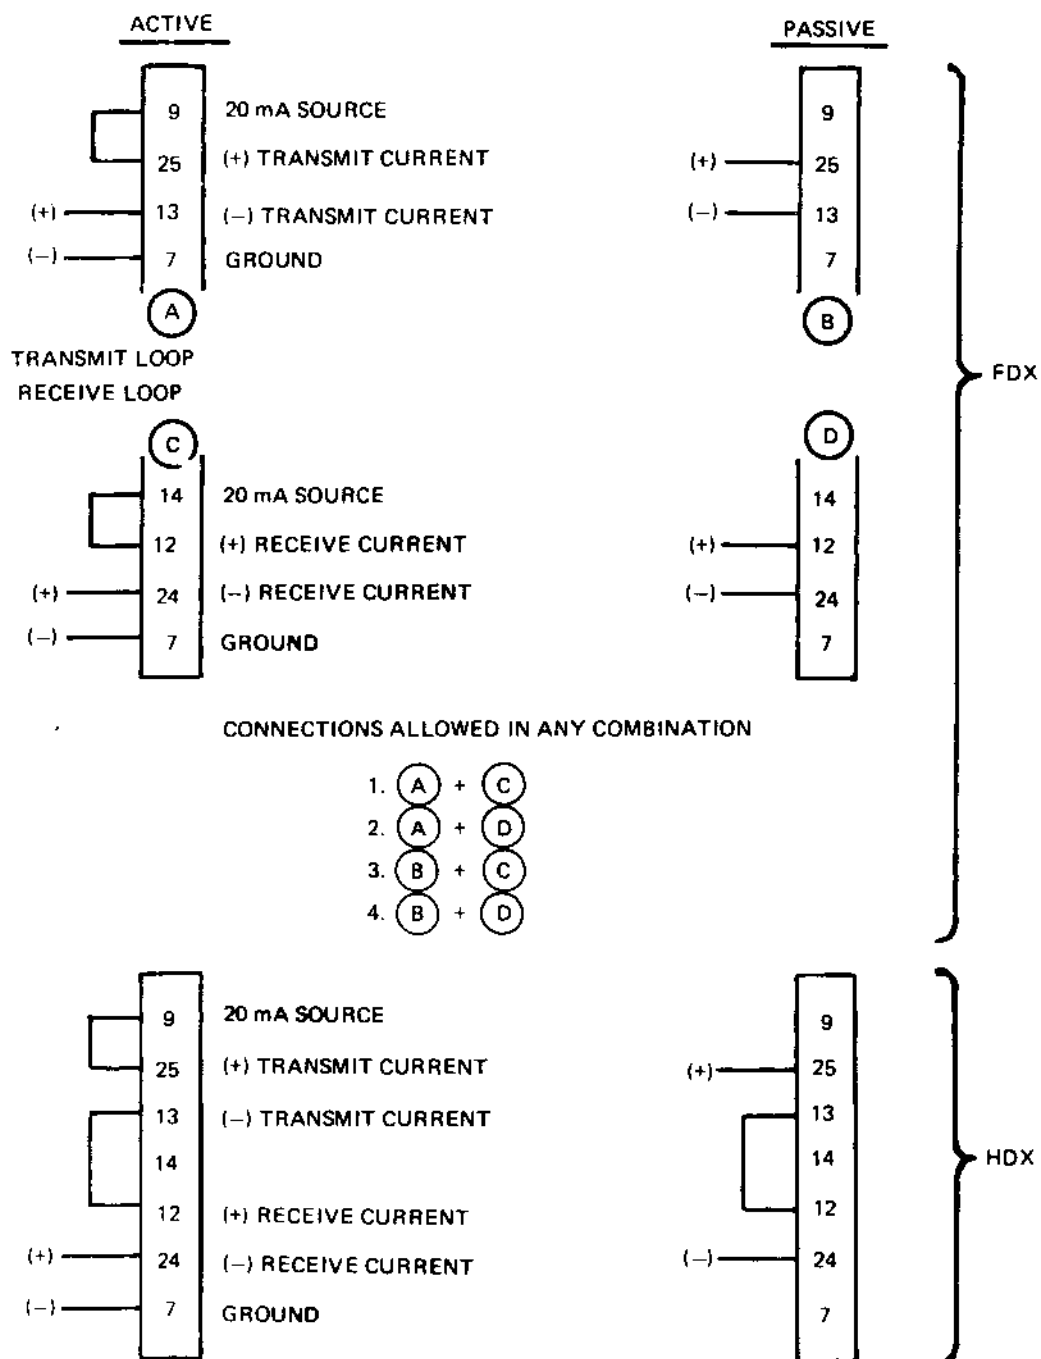 ACTIVE
PASSIVE
9 20 mA SOURCE
9
25 (+) TRANSMIT CURRENT
(+) 25
(+) 13 (−) TRANSMIT CURRENT
(−) 13
(−) 7 GROUND
7
A
B
TRANSMIT LOOP
RECEIVE LOOP
FDX
C
D
14 20 mA SOURCE
14
12 (+) RECEIVE CURRENT
(+) 12
(+) 24 (−) RECEIVE CURRENT
(−) 24
(−) 7 GROUND
7
CONNECTIONS ALLOWED IN ANY COMBINATION
1. A + C
2. A + D
3. B + C
4. B + D
9 20 mA SOURCE
9
25 (+) TRANSMIT CURRENT
(+) 25
13 (−) TRANSMIT CURRENT
13
14
14
HDX
12 (+) RECEIVE CURRENT
12
(+) 24 (−) RECEIVE CURRENT
(−) 24
(−) 7 GROUND
7